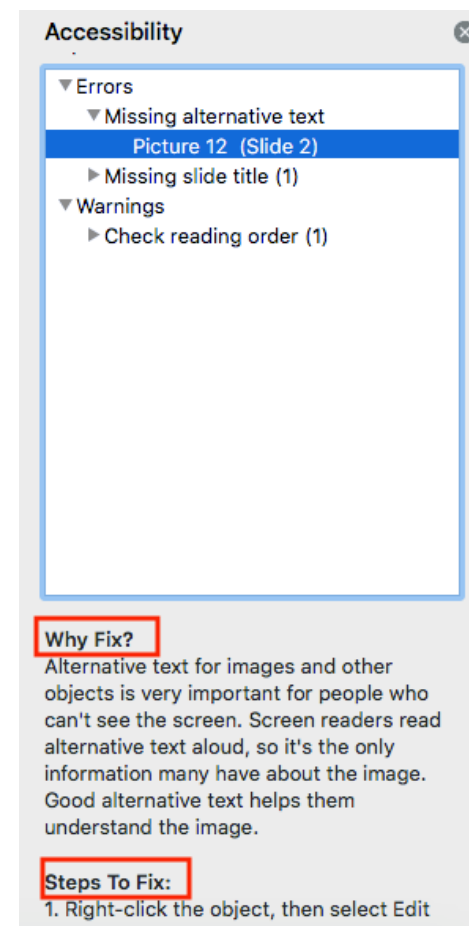 Accessibility
Errors
Missing alternative text
Picture 12 (Slide 2)
Missing slide title (1)
Warnings
Check reading order (1)
Why Fix?
Alternative text for images and other
objects is very important for people who
can't see the screen. Screen readers read
alternative text aloud, so it's the only
information many have about the image.
Good alternative text helps them
understand the image.
Steps To Fix:
1. Right-click the object, then select Edit